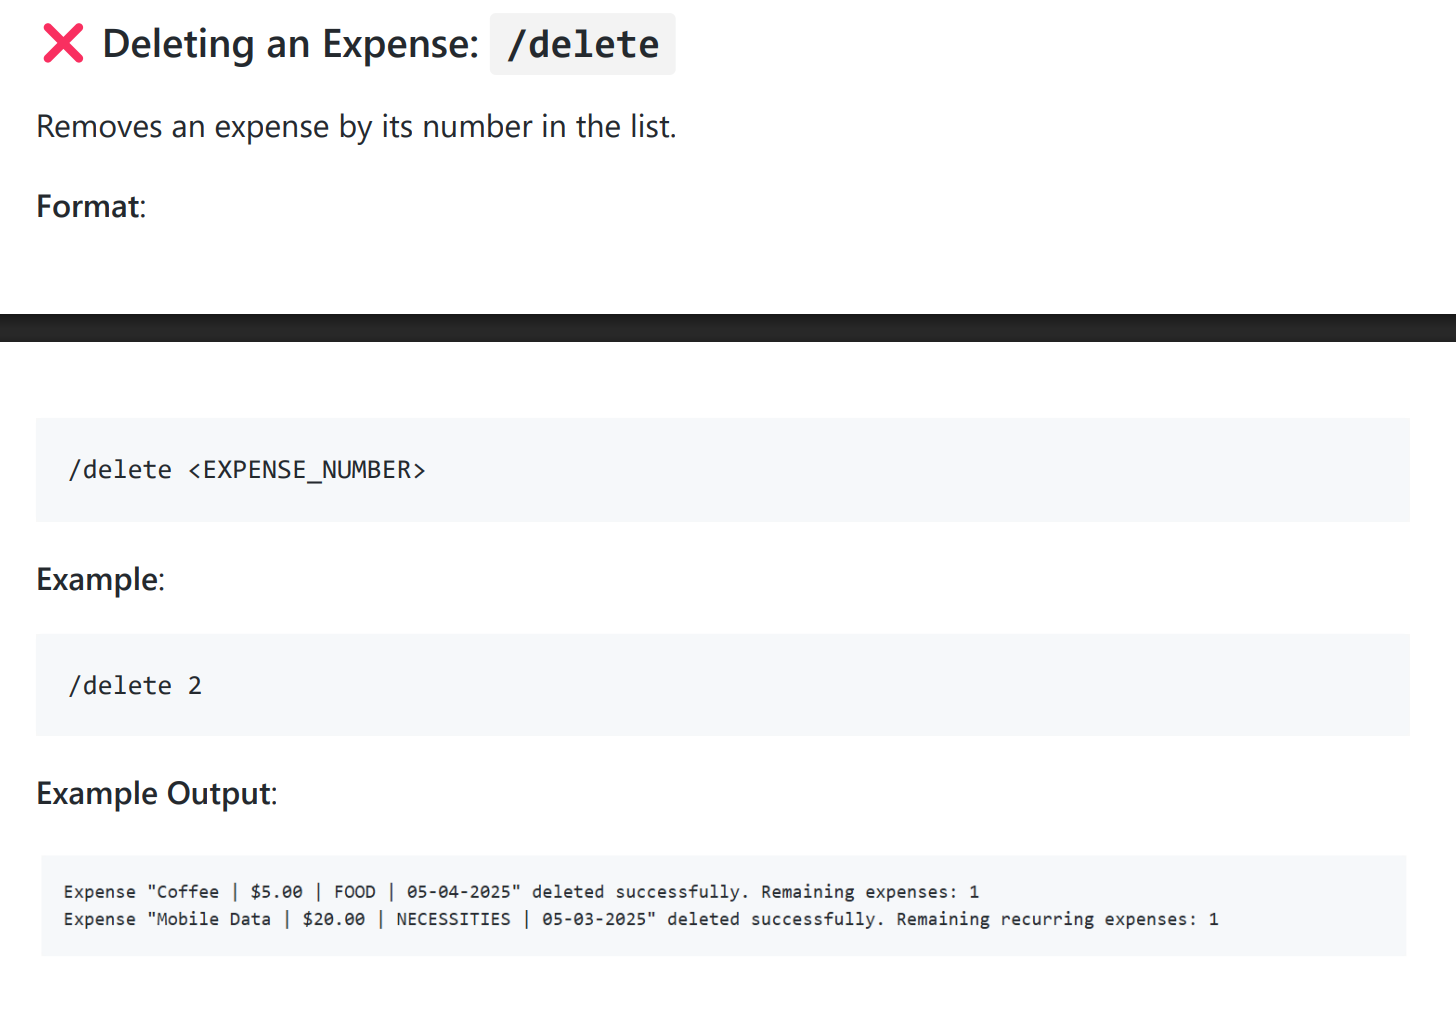 ❌ Deleting an Expense: /delete
Removes an expense by its number in the list.
Format:
/delete <EXPENSE_NUMBER>
Example:
/delete 2
Example Output:
Expense "Coffee | $5.00 | FOOD | 05-04-2025" deleted successfully. Remaining expenses: 1
Expense "Mobile Data | $20.00 | NECESSITIES | 05-03-2025" deleted successfully. Remaining recurring expenses: 1